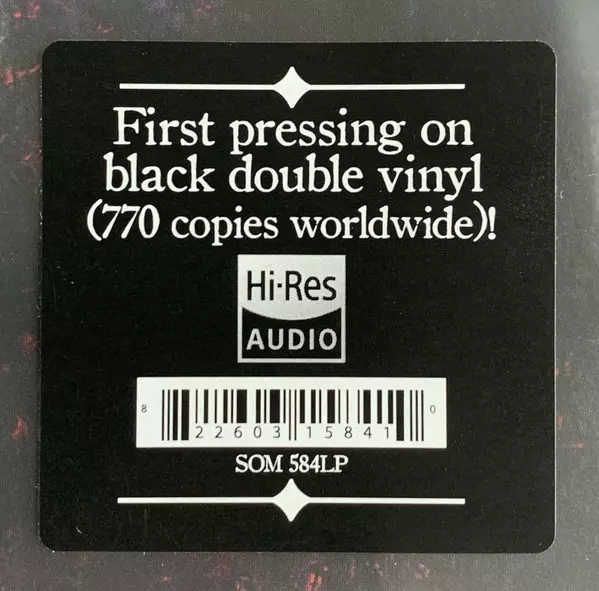 First pressing on
black double vinyl
(770 copies worldwide)!
Hi-Res
AUDIO
8 22603 15841 0
SOM 584LP